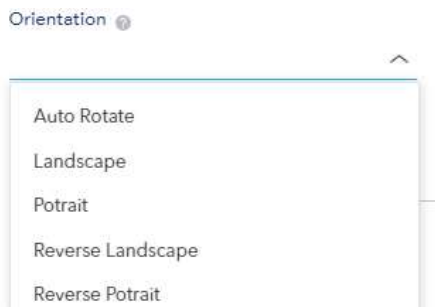 Orientation
Auto Rotate
Landscape
Potrait
Reverse Landscape
Reverse Potrait